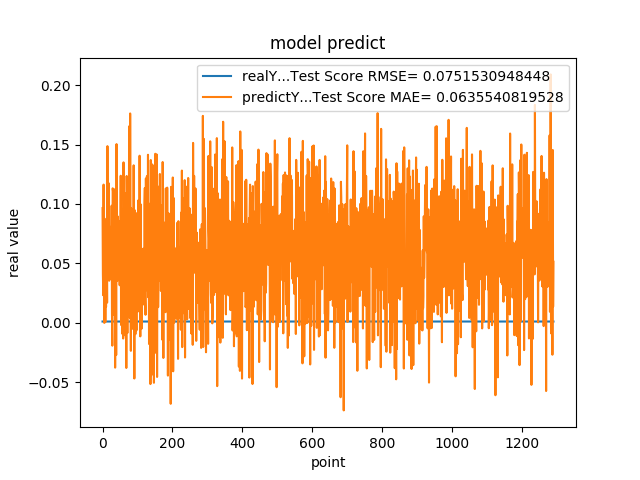 model predict
realY...Test Score RMSE= 0.0751530948448
predictY...Test Score MAE= 0.0635540819528
0.20
0.15
0.10
0.05
0.00
−0.05
real value
0 200 400 600 800 1000 1200
point